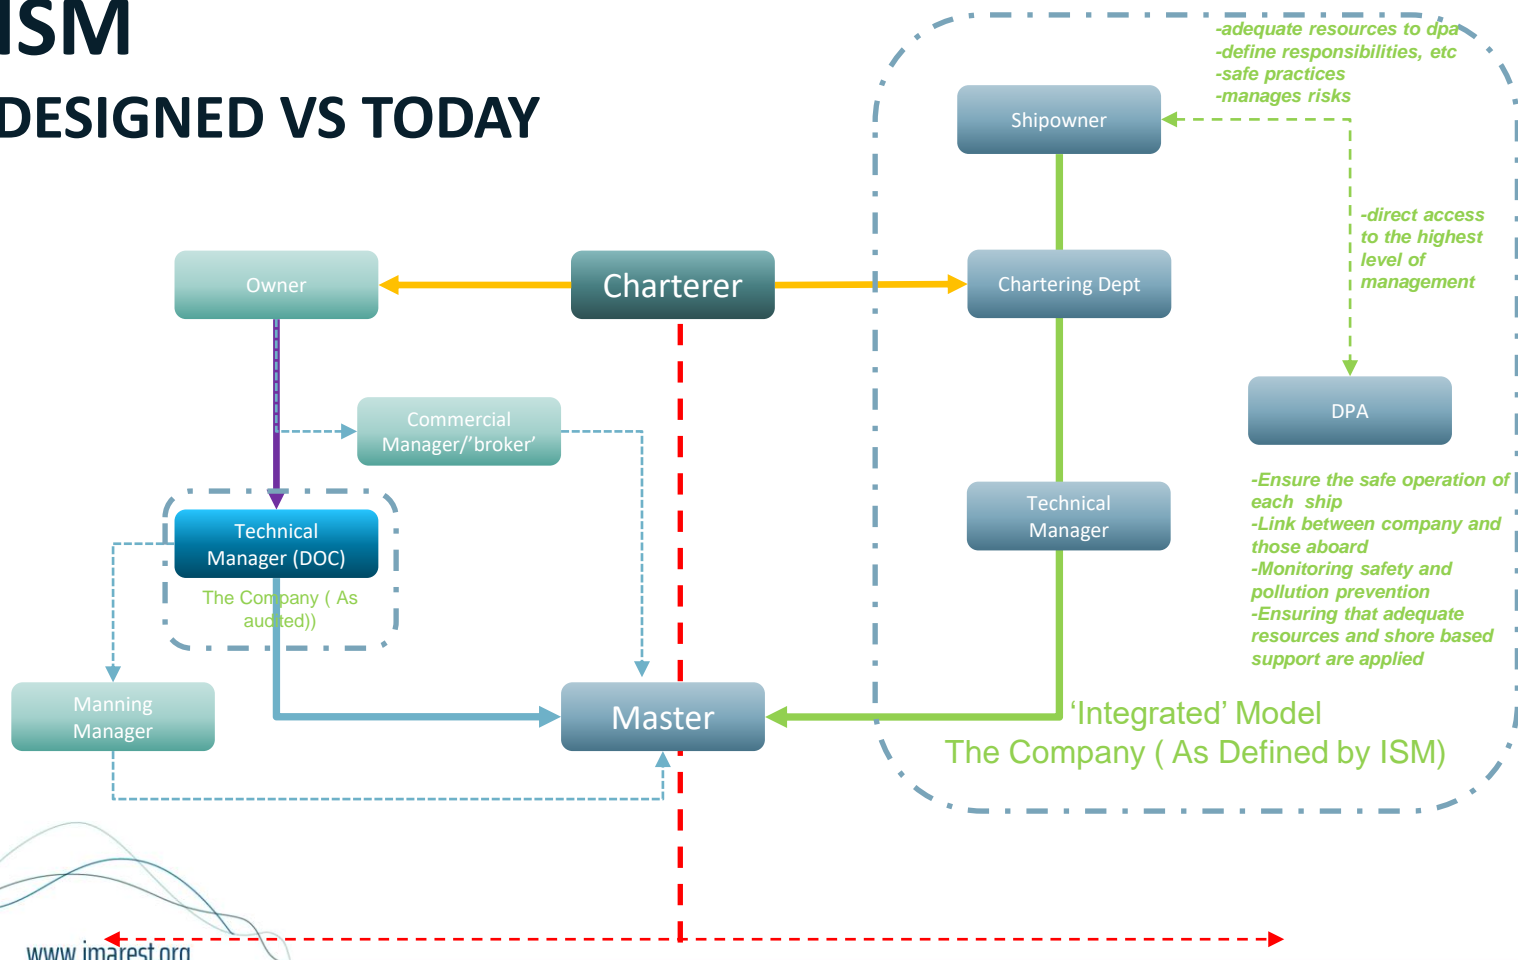 ISM
DESIGNED VS TODAY
-adequate resources to dpa
-define responsibilities, etc
-safe practices
-manages risks
Shipowner
-direct access
to the highest
level of
management
Owner
Charterer
Chartering Dept
Commercial
Manager/’broker’
DPA
Technical
Manager (DOC)
The Company ( As
audited))
Technical
Manager
-Ensure the safe operation of
each ship
-Link between company and
those aboard
-Monitoring safety and
pollution prevention
-Ensuring that adequate
resources and shore based
support are applied
Manning
Manager
Master
‘Integrated’ Model
The Company ( As Defined by ISM)
www.imarest.org